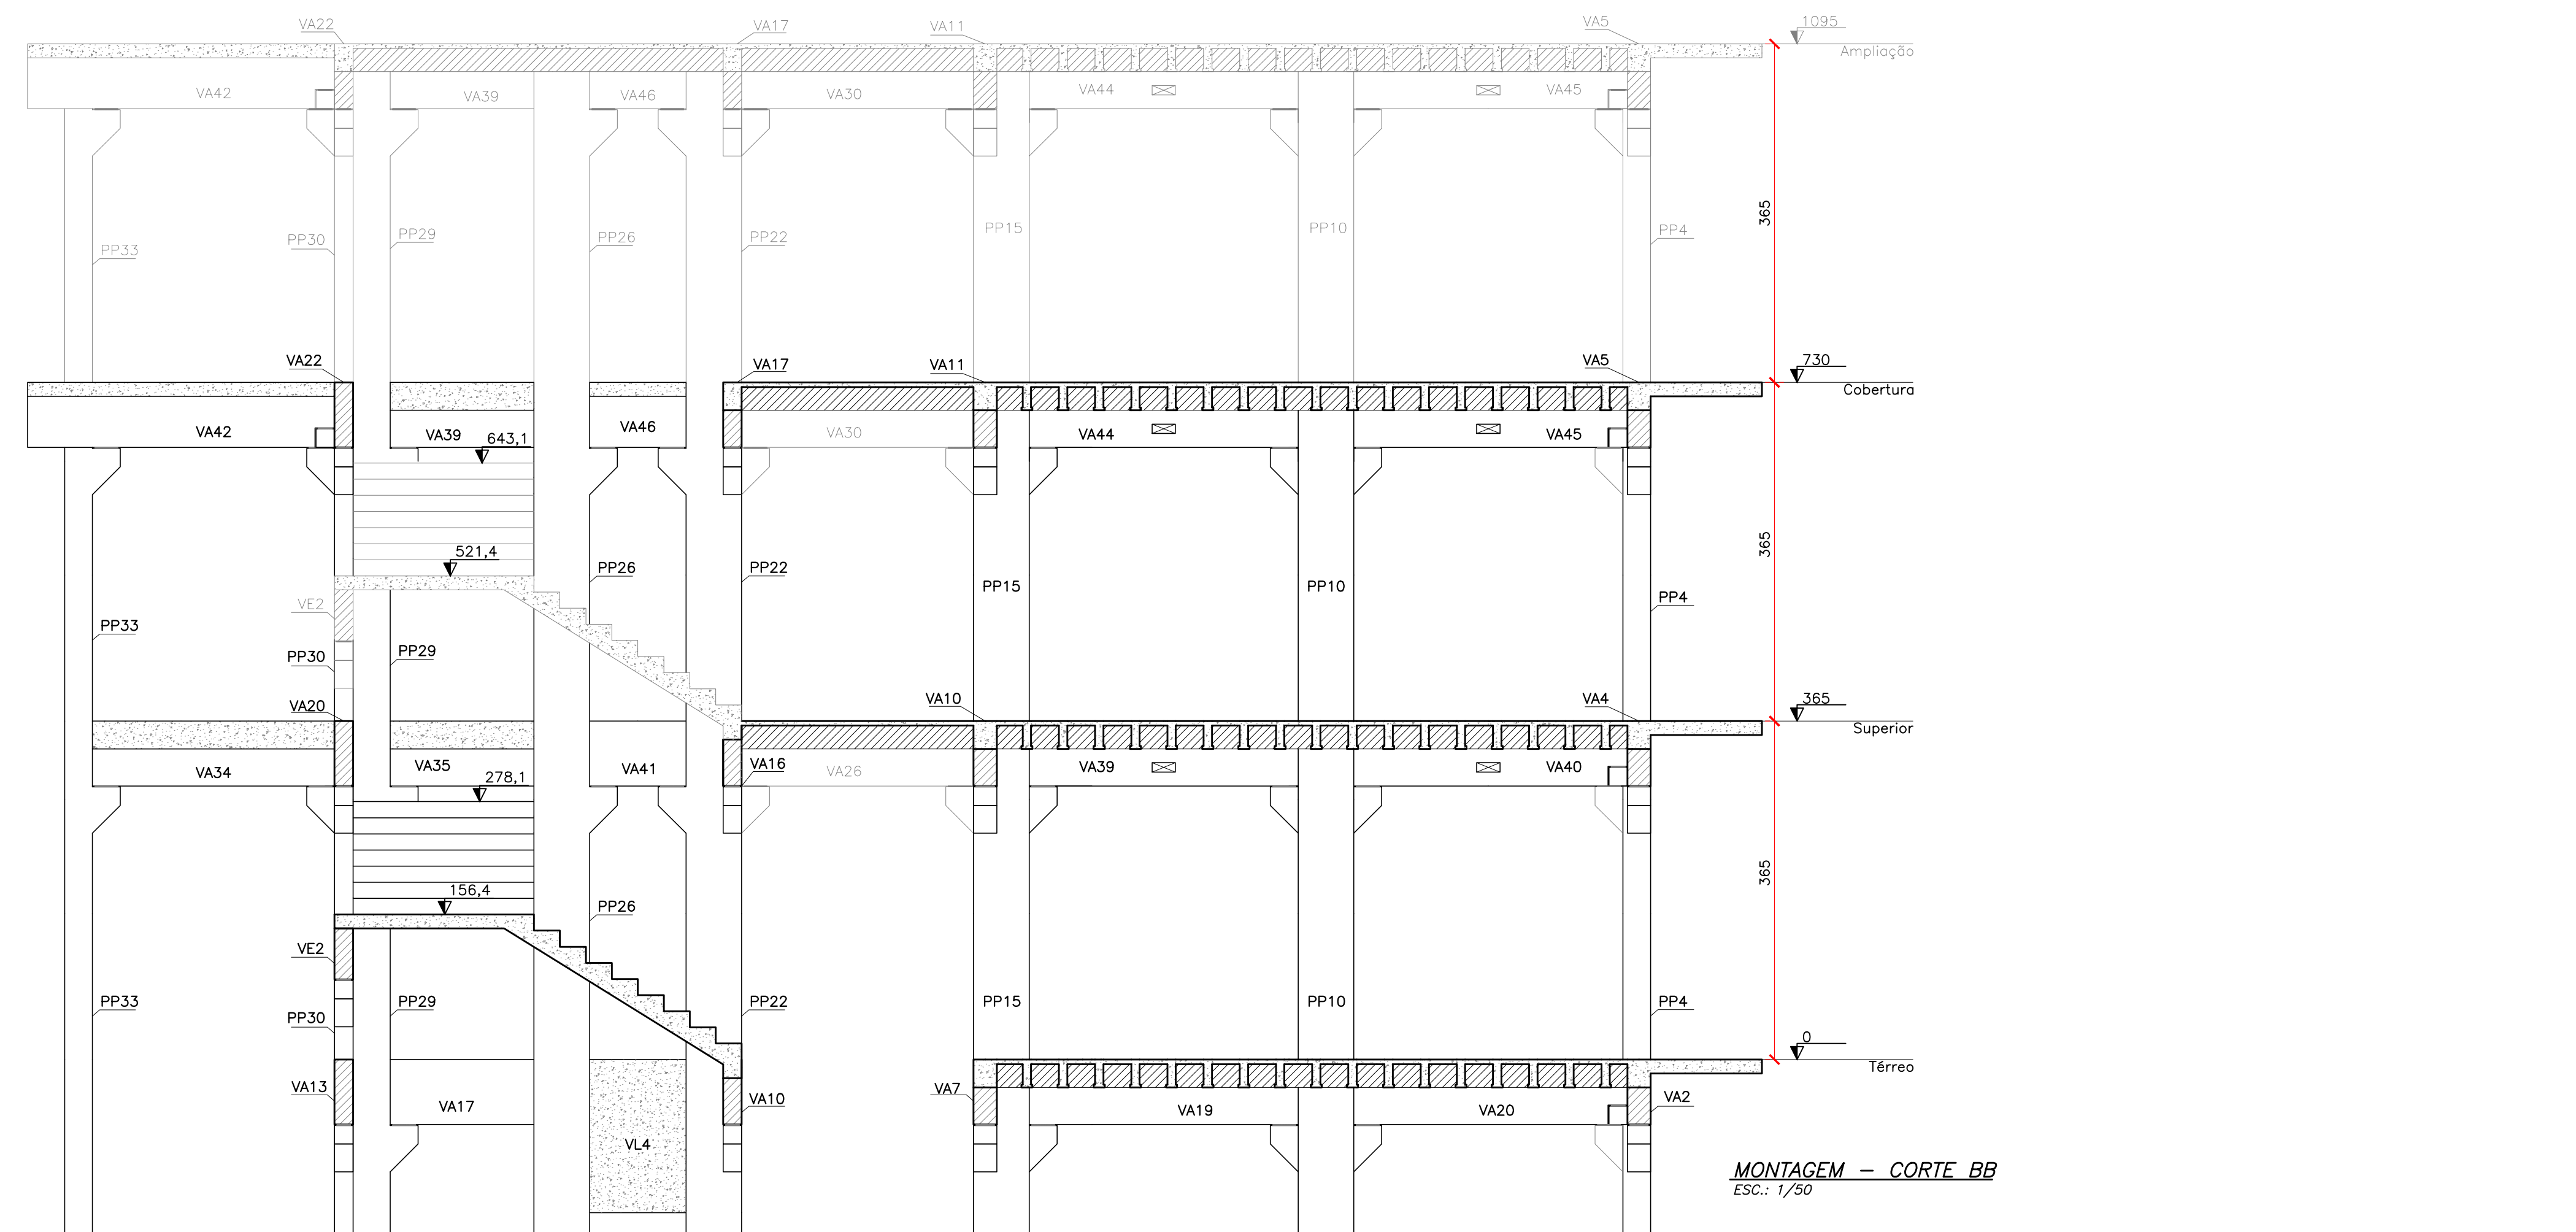 VA22
VA17
VA11
VA5
1095
Ampliação
VA42
VA39
VA46
VA30
VA44
VA45
365
PP33
PP30
PP29
PP26
PP22
PP15
PP10
PP4
VA22
VA17
VA11
VA5
730
Cobertura
VA42
VA39
643,1
VA46
VA30
VA44
VA45
365
521,4
PP26
PP22
PP15
PP10
PP4
VE2
PP33
PP30
PP29
VA20
VA10
VA4
365
Superior
VA34
VA35
278,1
VA41
VA16
VA26
VA39
VA40
365
156,4
PP26
VE2
PP33
PP30
PP29
PP22
PP15
PP10
PP4
0
Térreo
VA13
VA17
VL4
VA10
VA7
VA19
VA20
VA2
MONTAGEM - CORTE BB
ESC.: 1/50